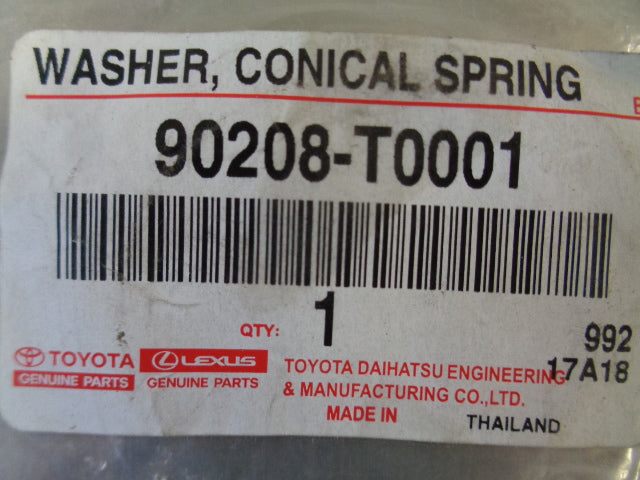 WASHER, CONICAL SPRING
90208-T0001
QTY: 1
992
17A18
TOYOTA
GENUINE PARTS
LEXUS
GENUINE PARTS
TOYOTA DAIHATSU ENGINEERING
& MANUFACTURING CO.,LTD.
MADE IN THAILAND